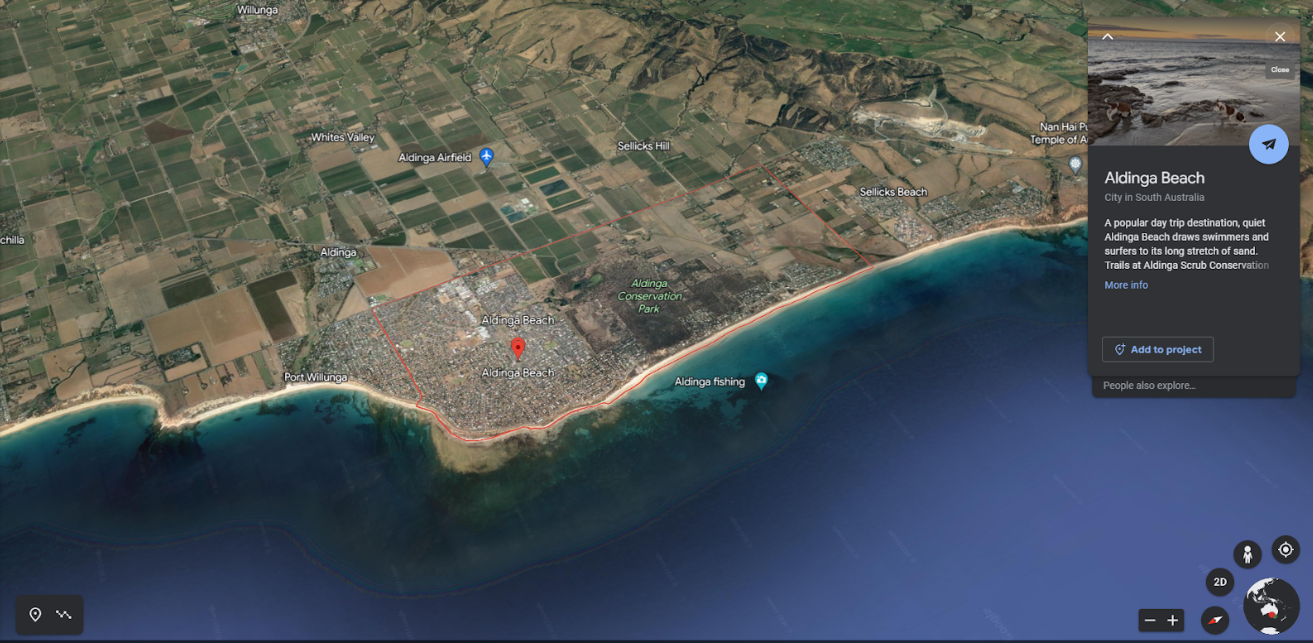 Willunga
Whites Valley
Aldinga Airfield
Sellicks Hill
Nan Hai Pu
Temple of A
Sellicks Beach
chilla
Aldinga
Aldinga
Conservation
Park
Aldinga Beach
Aldinga Beach
Port Willunga
Aldinga fishing
Close
Aldinga Beach
City in South Australia
A popular day trip destination, quiet
Aldinga Beach draws swimmers and
surfers to its long stretch of sand.
Trails at Aldinga Scrub Conservation
More info
Add to project
People also explore...
2D